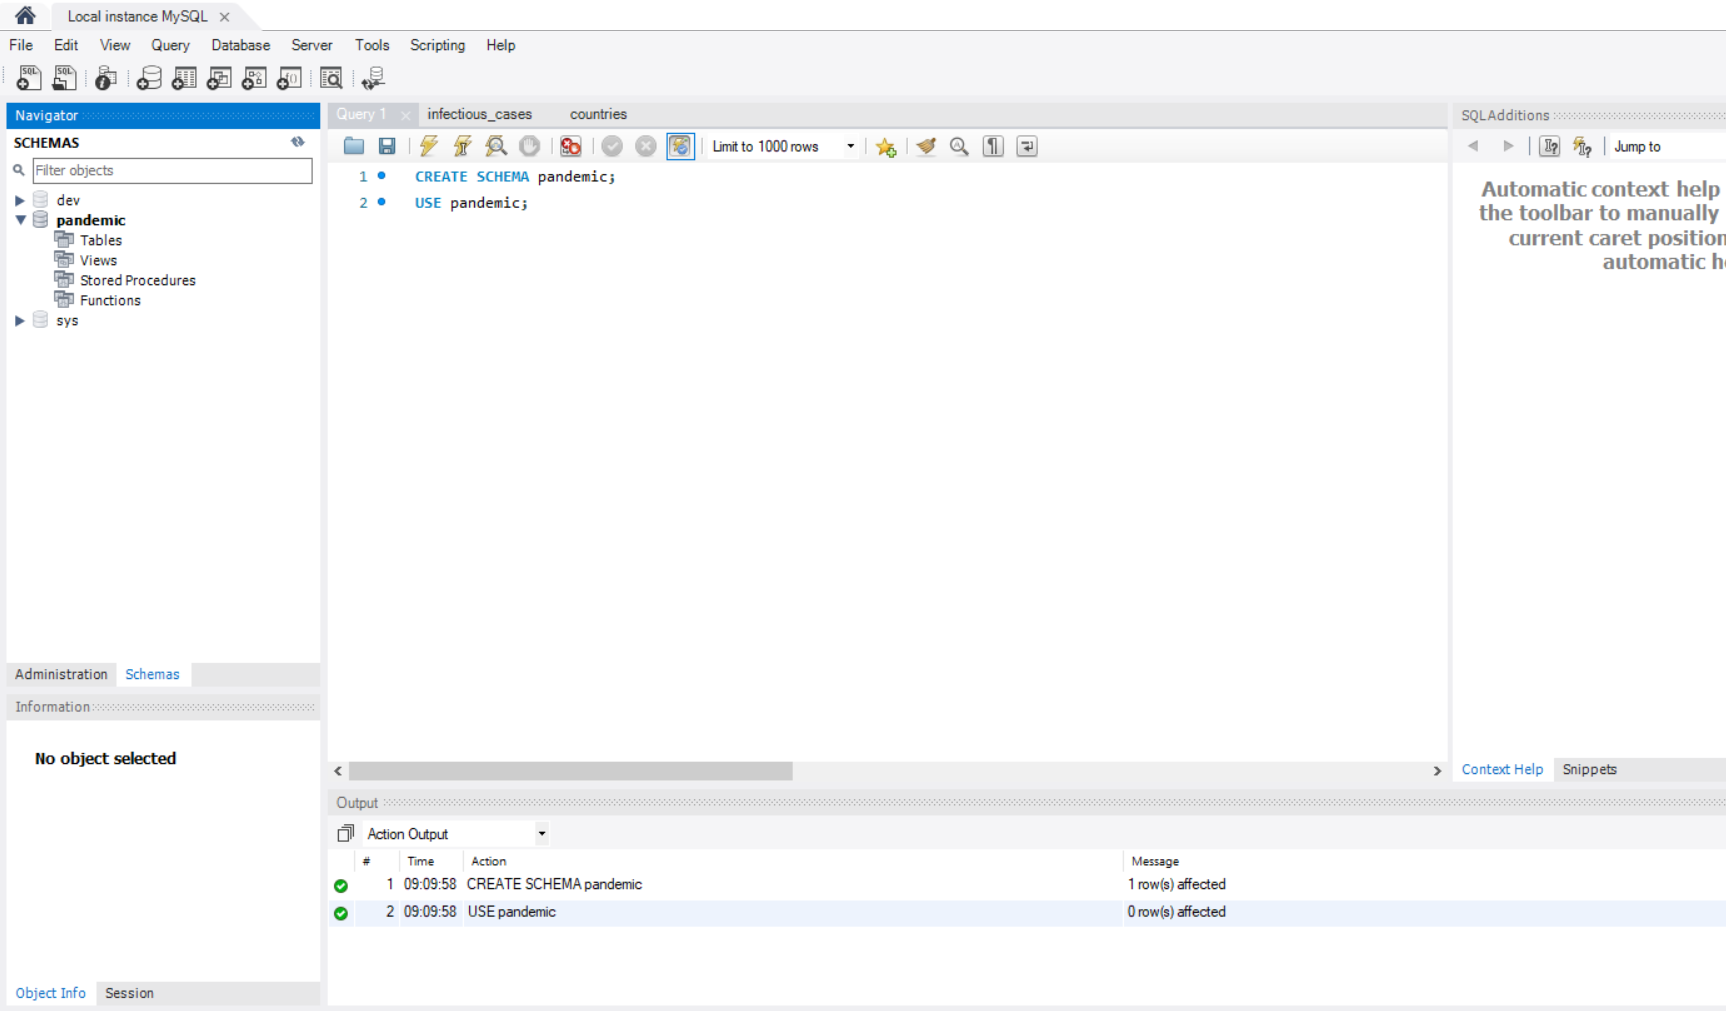 Local instance MySQL
File Edit View Query Database Server Tools Scripting Help
Navigator
SCHEMAS
Filter objects
dev
pandemic
Tables
Views
Stored Procedures
Functions
sys
Administration Schemas
Information
No object selected
Object Info Session
Query 1 infectious_cases countries
Limit to 1000 rows
1 CREATE SCHEMA pandemic;
2 USE pandemic;
SQLAdditions
Jump to
Automatic context help
the toolbar to manually
current caret position
automatic
Context Help Snippets
Output
Action Output
# Time Action Message
1 09:09:58 CREATE SCHEMA pandemic 1 row(s) affected
2 09:09:58 USE pandemic 0 row(s) affected